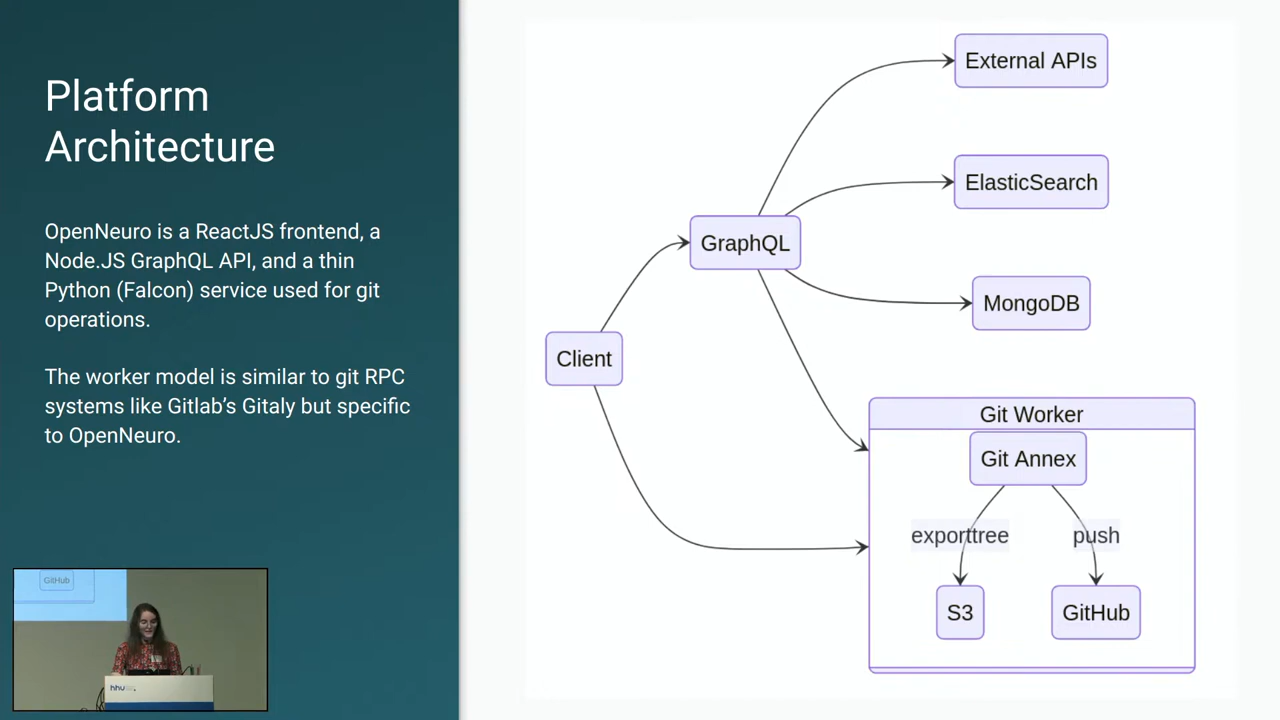 Platform
Architecture
OpenNeuro is a ReactJS frontend, a
Node.JS GraphQL API, and a thin
Python (Falcon) service used for git
operations.
The worker model is similar to git RPC
systems like Gitlab's Gitaly but specific
to OpenNeuro.
External APIs
ElasticSearch
GraphQL
MongoDB
Client
Git Worker
Git Annex
exporttree
push
S3
GitHub
GitHub
hhu